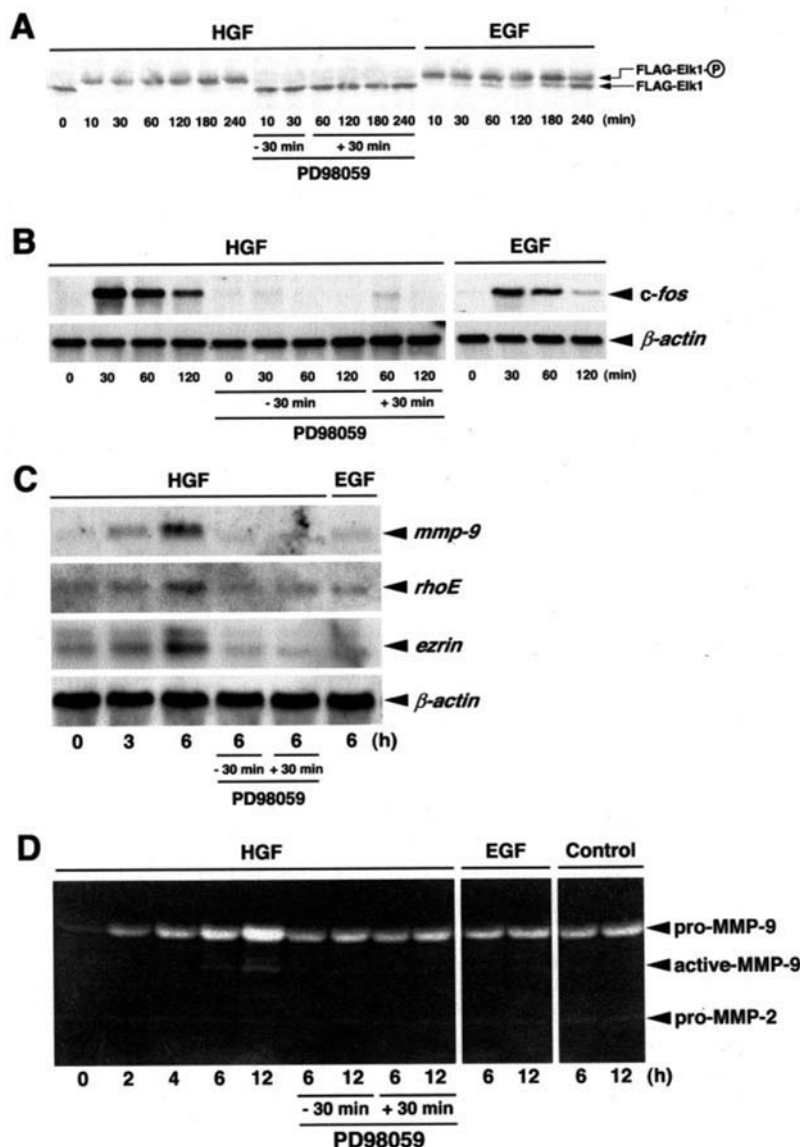 A
HGF EGF
FLAG-Elk1-Ⓟ
FLAG-Elk1
0 10 30 60 120 180 240 10 30 60 120 180 240 10 30 60 120 180 240 (min)
- 30 min + 30 min
PD98059
B
HGF EGF
c-fos
β-actin
0 30 60 120 0 30 60 120 60 120 0 30 60 120 (min)
- 30 min + 30 min
PD98059
C
HGF EGF
mmp-9
rhoE
ezrin
β-actin
0 3 6 6 6 6 (h)
- 30 min + 30 min
PD98059
D
HGF EGF Control
pro-MMP-9
active-MMP-9
pro-MMP-2
0 2 4 6 12 6 12 6 12 6 12 6 12 (h)
- 30 min + 30 min
PD98059